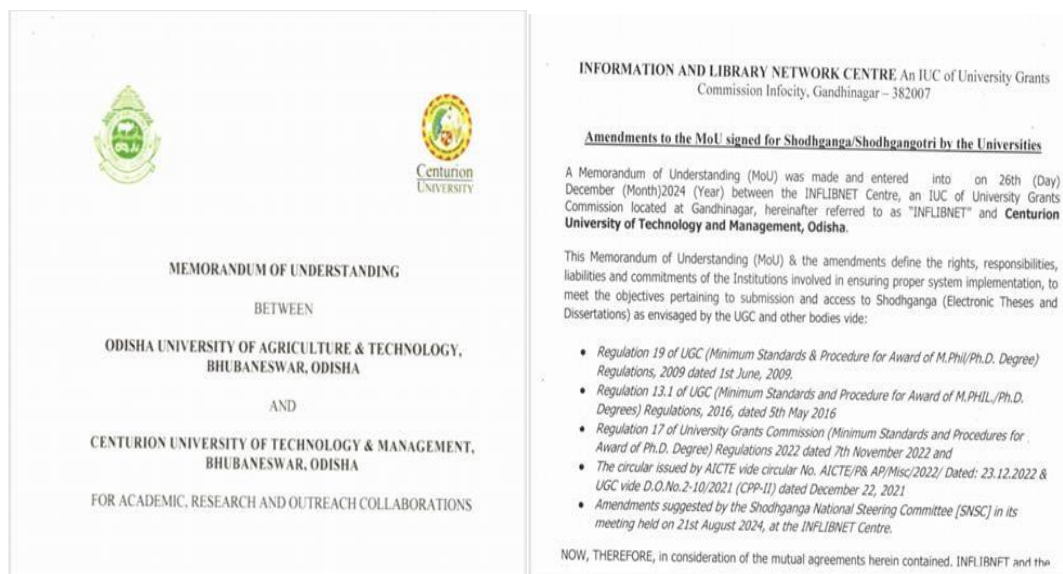 Centurion
UNIVERSITY
MEMORANDUM OF UNDERSTANDING
BETWEEN
ODISHA UNIVERSITY OF AGRICULTURE & TECHNOLOGY,
BHUBANESWAR, ODISHA
AND
CENTURION UNIVERSITY OF TECHNOLOGY & MANAGEMENT,
BHUBANESWAR, ODISHA
FOR ACADEMIC, RESEARCH AND OUTREACH COLLABORATIONS
INFORMATION AND LIBRARY NETWORK CENTRE An IUC of University Grants
Commission Infocity, Gandhinagar – 382007
Amendments to the MoU signed for Shodhganga/Shodhgangotri by the Universities
A Memorandum of Understanding (MoU) was made and entered into on 26th (Day)
December (Month)2024 (Year) between the INFLIBNET Centre, an IUC of University Grants
Commission located at Gandhinagar, hereinafter referred to as "INFLIBNET" and Centurion
University of Technology and Management, Odisha.
This Memorandum of Understanding (MoU) & the amendments define the rights, responsibilities,
liabilities and commitments of the Institutions involved in ensuring proper system implementation, to
meet the objectives pertaining to submission and access to Shodhganga (Electronic Theses and
Dissertations) as envisaged by the UGC and other bodies vide:
• Regulation 19 of UGC (Minimum Standards & Procedure for Award of M.Phil/Ph.D. Degree)
Regulations, 2009 dated 1st June, 2009.
• Regulation 13.1 of UGC (Minimum Standards and Procedure for Award of M.PHIL./Ph.D.
Degrees) Regulations, 2016, dated 5th May 2016
• Regulation 17 of University Grants Commission (Minimum Standards and Procedures for
Award of Ph.D. Degree) Regulations 2022 dated 7th November 2022 and
• The circular issued by AICTE vide circular No. AICTE/P& AP/Misc/2022/ Dated: 23.12.2022 &
UGC vide D.O.No.2-10/2021 (CPP-II) dated December 22, 2021
• Amendments suggested by the Shodhganga National Steering Committee [SNSC] in its
meeting held on 21st August 2024, at the INFLIBNET Centre.
NOW, THEREFORE, in consideration of the mutual agreements herein contained, INFLIBNET and the